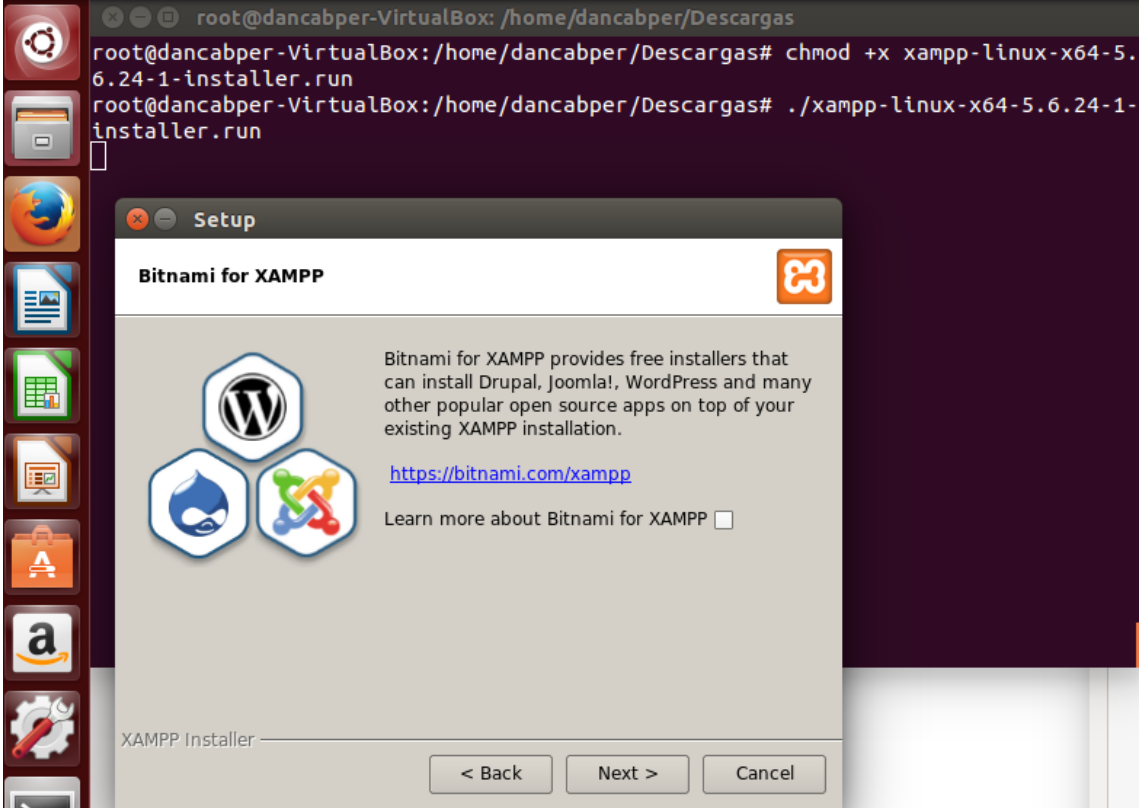 root@dancabper-VirtualBox: /home/dancabper/Descargas
root@dancabper-VirtualBox:/home/dancabper/Descargas# chmod +x xampp-linux-x64-5.
6.24-1-installer.run
root@dancabper-VirtualBox:/home/dancabper/Descargas# ./xampp-linux-x64-5.6.24-1-
installer.run
Setup
Bitnami for XAMPP
Bitnami for XAMPP provides free installers that
can install Drupal, Joomla!, WordPress and many
other popular open source apps on top of your
existing XAMPP installation.
https://bitnami.com/xampp
Learn more about Bitnami for XAMPP
XAMPP Installer
< Back
Next >
Cancel